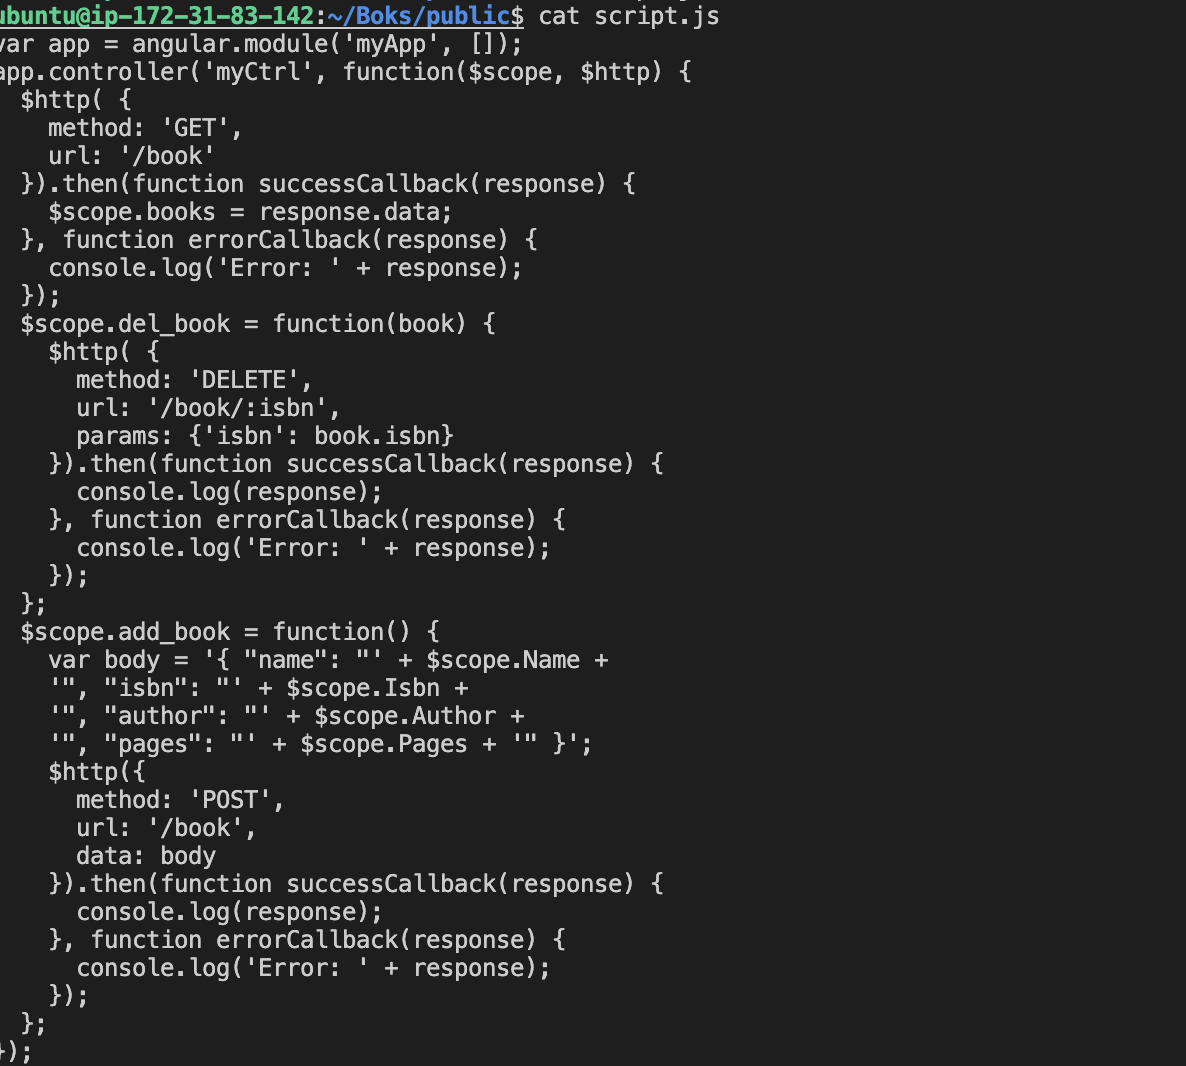 ubuntu@ip-172-31-83-142:~/Boks/public$ cat script.js
var app = angular.module('myApp', []);
app.controller('myCtrl', function($scope, $http) {
  $http( {
    method: 'GET',
    url: '/book'
  }).then(function successCallback(response) {
    $scope.books = response.data;
  }, function errorCallback(response) {
    console.log('Error: ' + response);
  });
  $scope.del_book = function(book) {
    $http( {
      method: 'DELETE',
      url: '/book/:isbn',
      params: {'isbn': book.isbn}
    }).then(function successCallback(response) {
      console.log(response);
    }, function errorCallback(response) {
      console.log('Error: ' + response);
    });
  };
  $scope.add_book = function() {
    var body = '{ "name": "' + $scope.Name +
    '", "isbn": "' + $scope.Isbn +
    '", "author": "' + $scope.Author +
    '", "pages": "' + $scope.Pages + '" }';
    $http({
      method: 'POST',
      url: '/book',
      data: body
    }).then(function successCallback(response) {
      console.log(response);
    }, function errorCallback(response) {
      console.log('Error: ' + response);
    });
  };
});